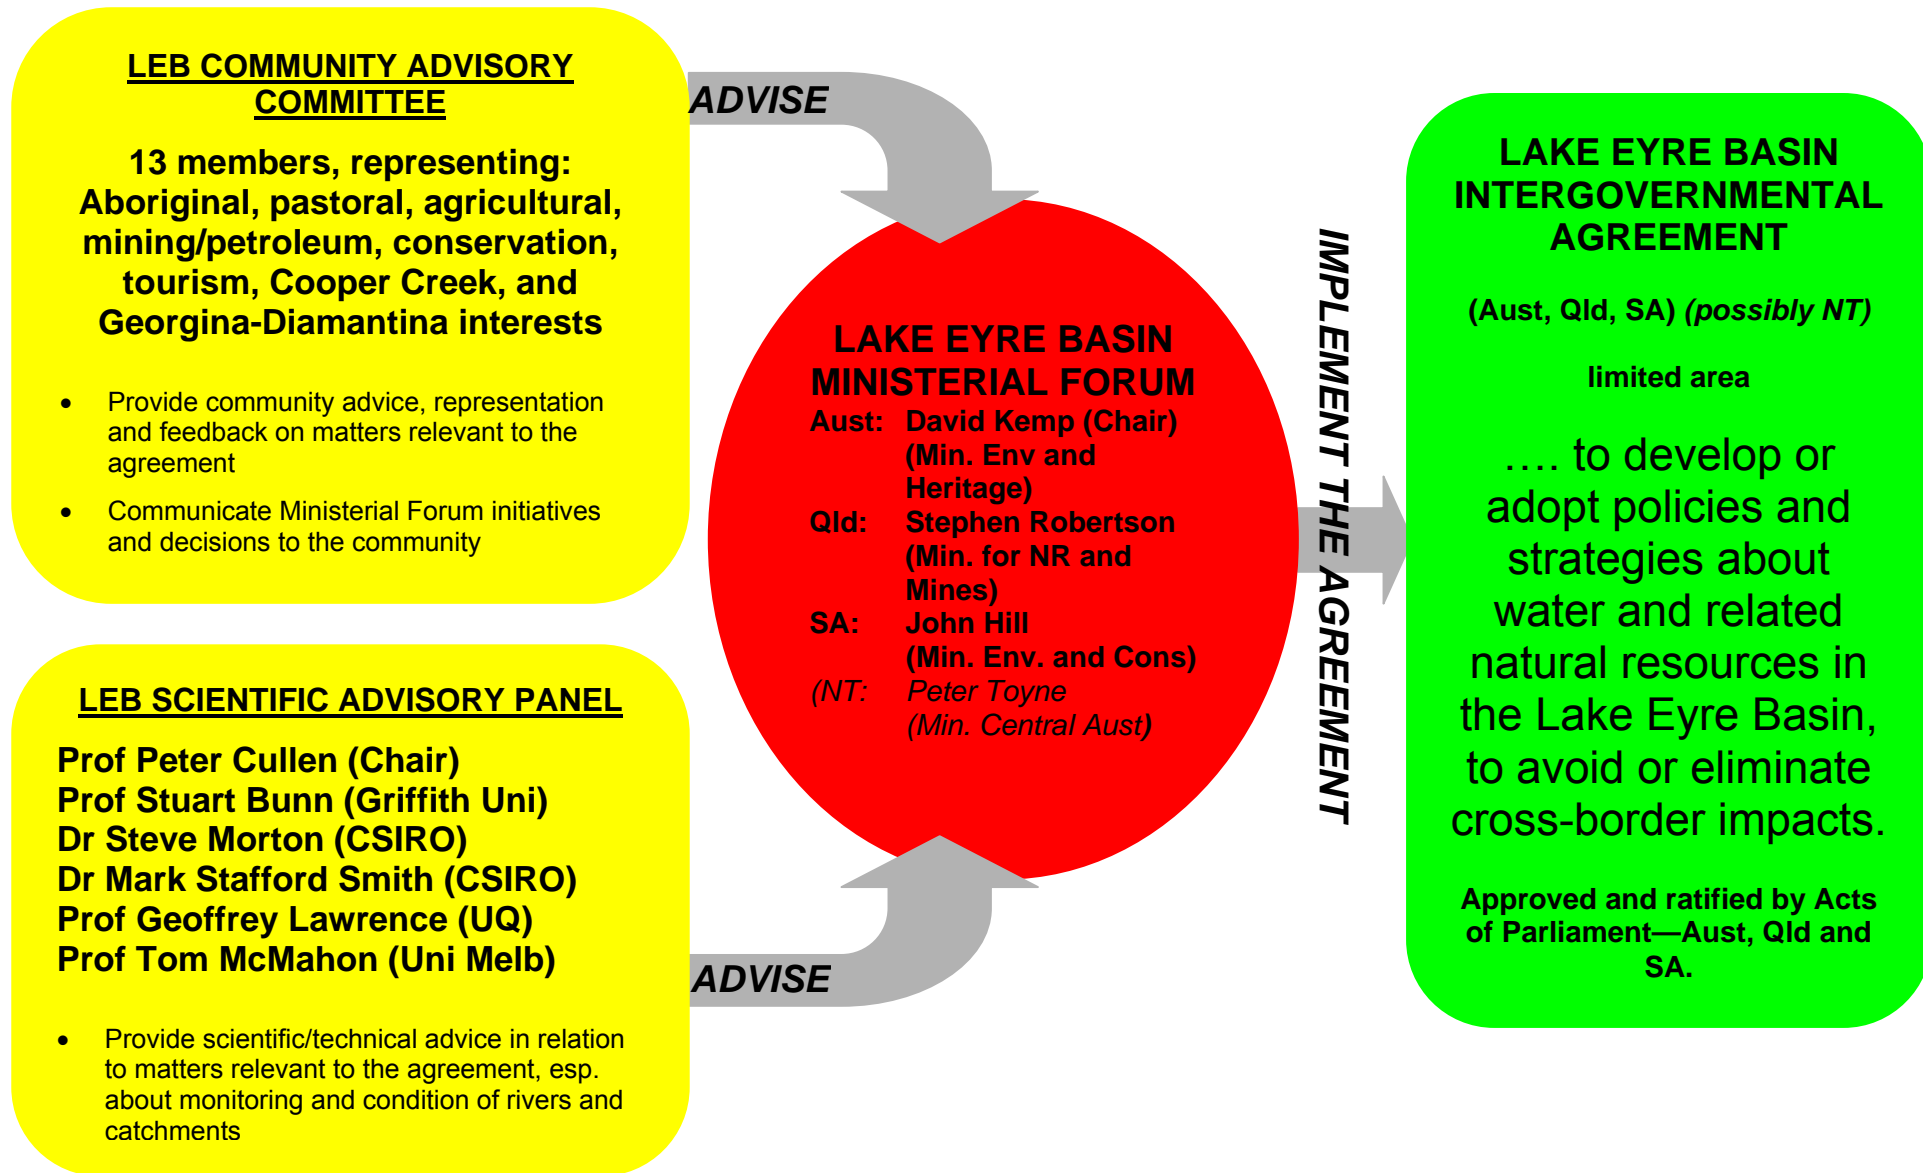 LEB COMMUNITY ADVISORY
COMMITTEE
13 members, representing:
Aboriginal, pastoral, agricultural,
mining/petroleum, conservation,
tourism, Cooper Creek, and
Georgina-Diamantina interests
• Provide community advice, representation
and feedback on matters relevant to the
agreement
• Communicate Ministerial Forum initiatives
and decisions to the community
LEB SCIENTIFIC ADVISORY PANEL
Prof Peter Cullen (Chair)
Prof Stuart Bunn (Griffith Uni)
Dr Steve Morton (CSIRO)
Dr Mark Stafford Smith (CSIRO)
Prof Geoffrey Lawrence (UQ)
Prof Tom McMahon (Uni Melb)
• Provide scientific/technical advice in relation
to matters relevant to the agreement, esp.
about monitoring and condition of rivers and
catchments
ADVISE
ADVISE
LAKE EYRE BASIN
MINISTERIAL FORUM
Aust: David Kemp (Chair)
(Min. Env and
Heritage)
Qld: Stephen Robertson
(Min. for NR and
Mines)
SA: John Hill
(Min. Env. and Cons)
(NT: Peter Toyne
(Min. Central Aust)
IMPLEMENT THE AGREEMENT
LAKE EYRE BASIN
INTERGOVERNMENTAL
AGREEMENT
(Aust, Qld, SA) (possibly NT)
limited area
…. to develop or
adopt policies and
strategies about
water and related
natural resources in
the Lake Eyre Basin,
to avoid or eliminate
cross-border impacts.
Approved and ratified by Acts
of Parliament—Aust, Qld and
SA.